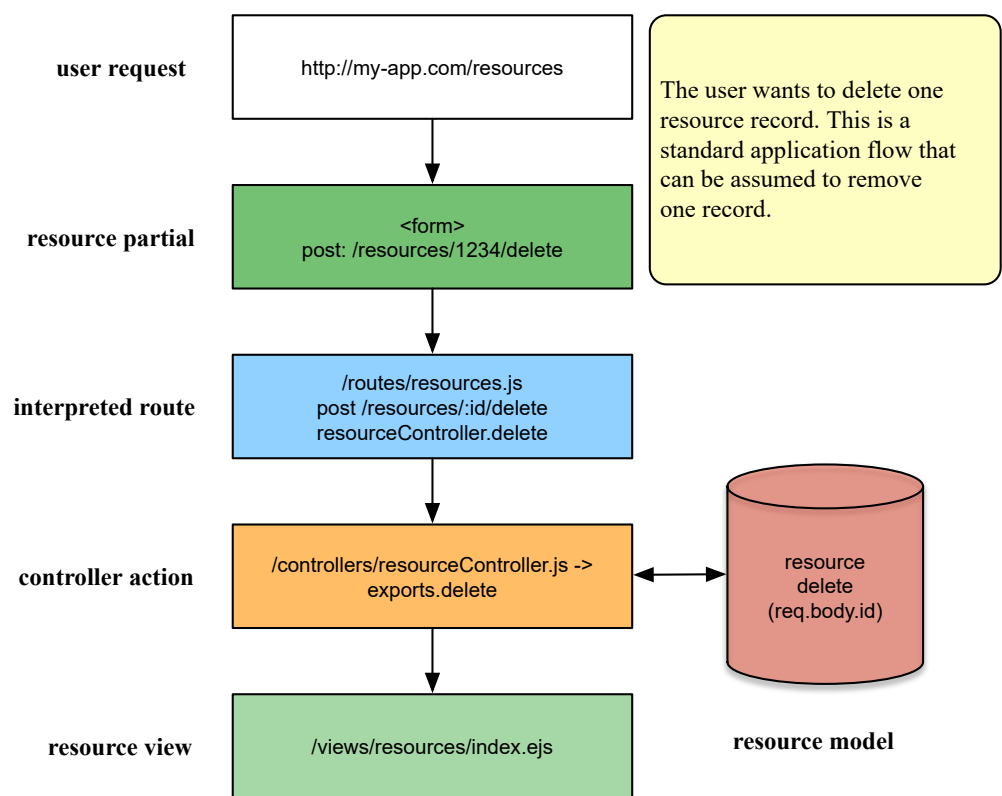 user request
http://my-app.com/resources
The user wants to delete one
resource record. This is a
standard application flow that
can be assumed to remove
one record.
resource partial
<form>
post: /resources/1234/delete
interpreted route
/routes/resources.js
post /resources/:id/delete
resourceController.delete
controller action
/controllers/resourceController.js ->
exports.delete
resource
delete
(req.body.id)
resource view
/views/resources/index.ejs
resource model